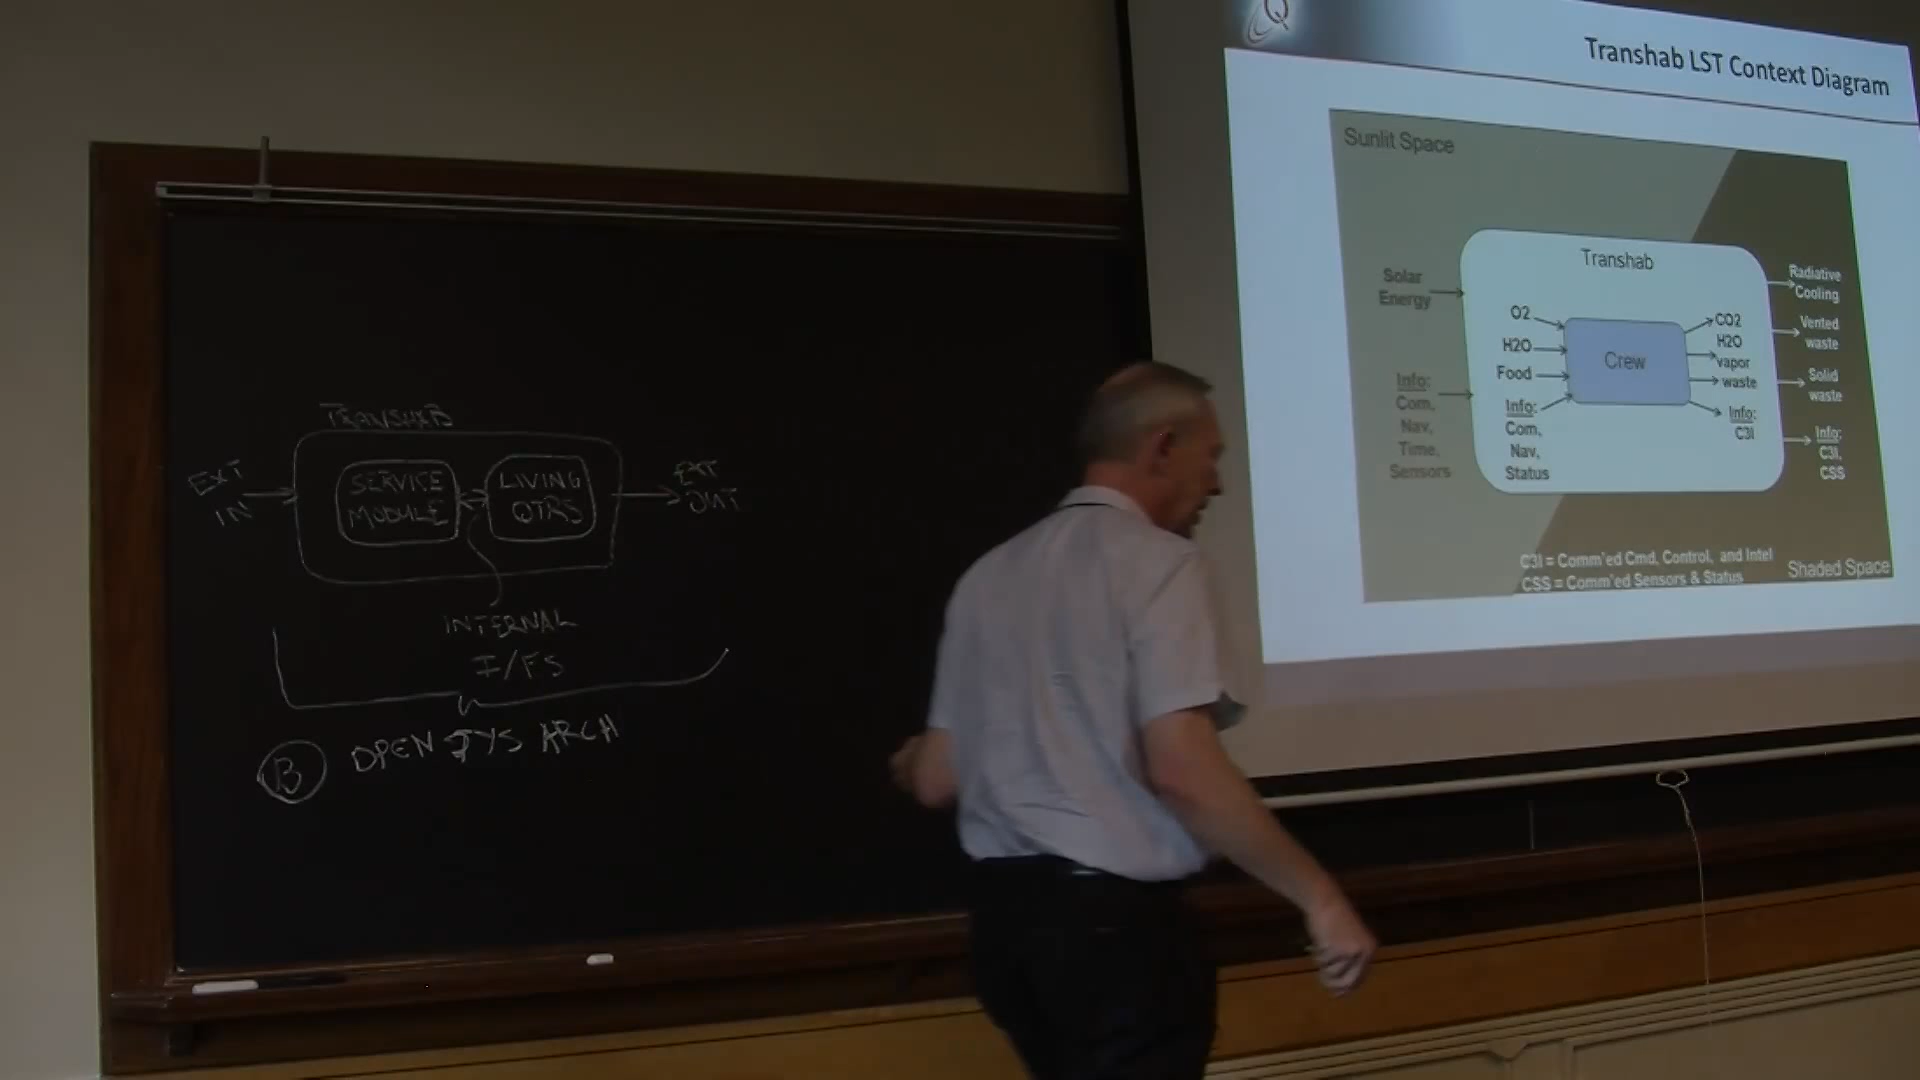 TRANSHAB
EXT
IN
SERVICE
MODULE
LIVING
QTRS
EXT
OUT
INTERNAL
I/FS
B
OPEN SYS ARCH
Q
Transhab LST Context Diagram
Sunlit Space
Transhab
Solar
Energy
Info:
Com,
Nav,
Time,
Sensors
O2
H2O
Food
Info:
Com,
Nav,
Status
Crew
CO2
H2O
vapor
waste
Info:
C3I
Radiative
Cooling
Vented
waste
Solid
waste
Info:
C3I,
CSS
C3I = Comm'ed Cmd, Control, and Intel
CSS = Comm'ed Sensors & Status
Shaded Space